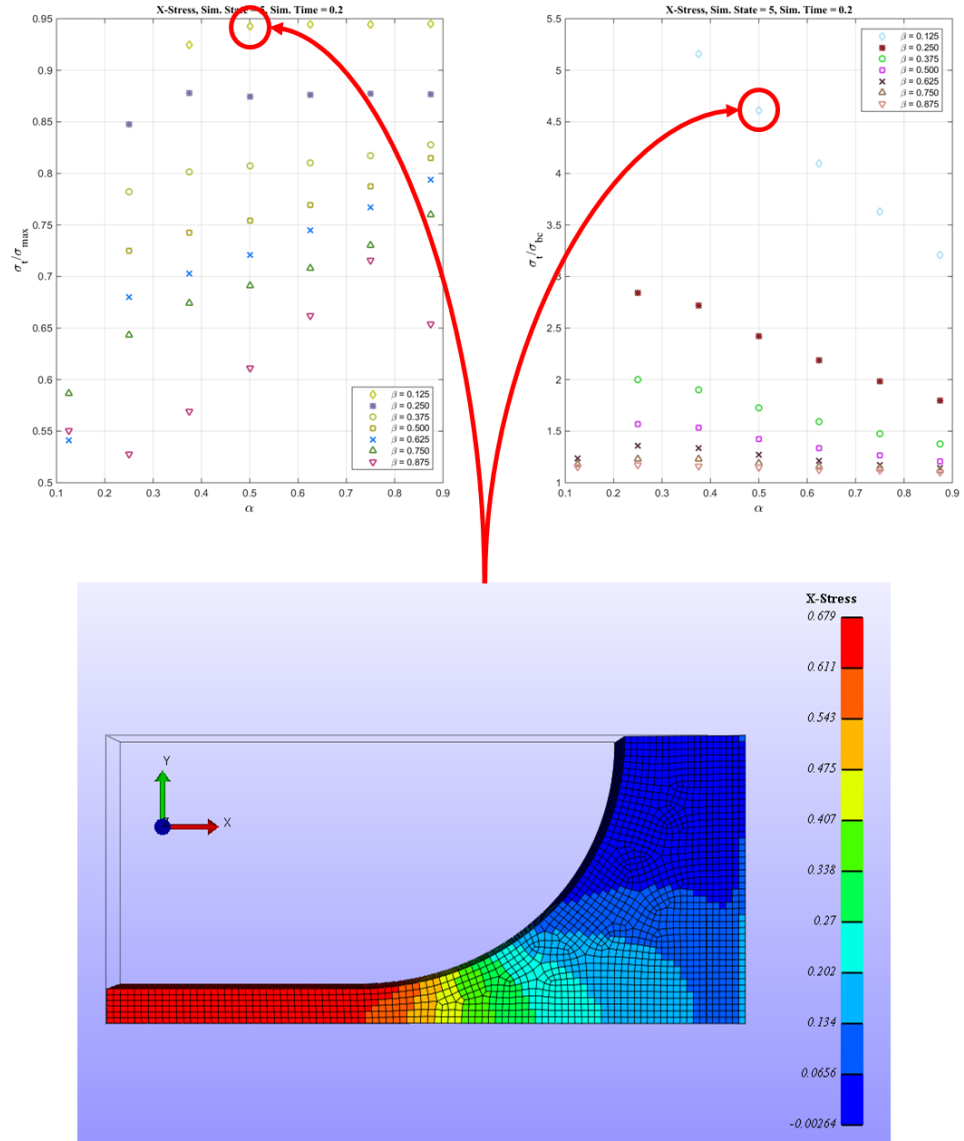 X-Stress, Sim. State = 5, Sim. Time = 0.2
0.95
0.9
0.85
0.8
0.75
0.7
0.65
0.6
0.55
0.5
σt/σmax
0.1 0.2 0.3 0.4 0.5 0.6 0.7 0.8 0.9
α
β = 0.125
β = 0.250
β = 0.375
β = 0.500
β = 0.625
β = 0.750
β = 0.875
X-Stress, Sim. State = 5, Sim. Time = 0.2
5.5
5
4.5
4
3.5
3
2.5
2
1.5
1
σt/σbc
0.1 0.2 0.3 0.4 0.5 0.6 0.7 0.8 0.9
α
β = 0.125
β = 0.250
β = 0.375
β = 0.500
β = 0.625
β = 0.750
β = 0.875
X-Stress
0.679
0.611
0.543
0.475
0.407
0.338
0.27
0.202
0.134
0.0656
-0.00264
Y
X